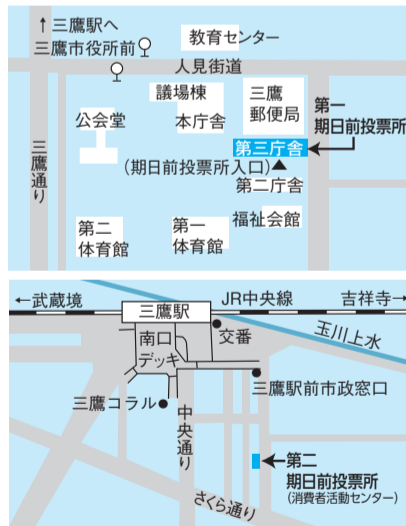 ↑三鷹駅へ
三鷹市役所前
教育センター
人見街道
議場棟
本庁舎
三鷹
郵便局
公会堂
第一
期日前投票所
第三庁舎
(期日前投票所入口)▲
第二庁舎
三鷹通り
福祉会館
第二
体育館
第一
体育館
←武蔵境
三鷹駅
JR中央線
吉祥寺→
玉川上水
南口
デッキ
交番
三鷹駅前市政窓口
三鷹コラル
中央通り
第二
期日前投票所
(消費者活動センター)
さくら通り